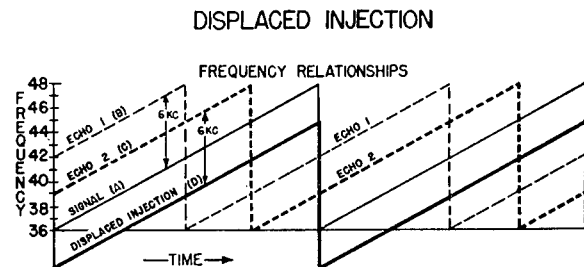 DISPLACED INJECTION
FREQUENCY RELATIONSHIPS
FREQUENCY
48
46
44
42
40
38
36
ECHO 1 (B)
ECHO 2 (C)
SIGNAL (A)
DISPLACED INJECTION (D)
6KC
6KC
ECHO 1
ECHO 2
TIME